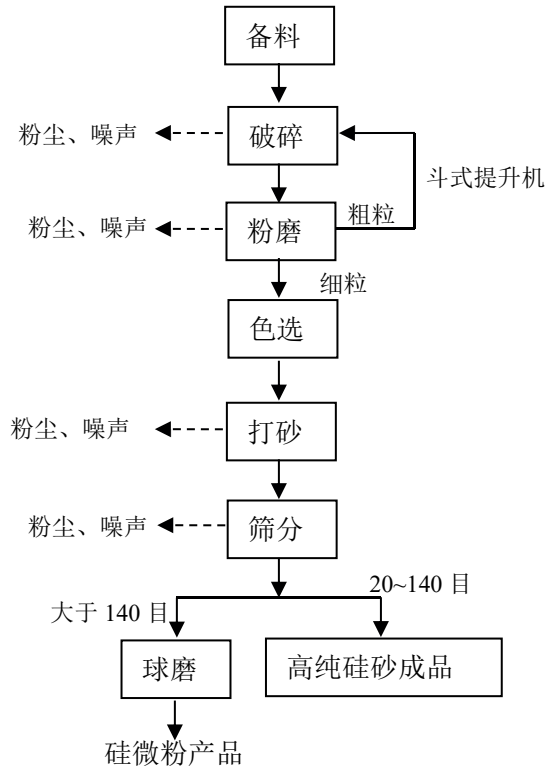 备料
粉尘、噪声
破碎
斗式提升机
粉尘、噪声
粉磨
粗粒
细粒
色选
粉尘、噪声
打砂
粉尘、噪声
筛分
大于 140 目
20~140 目
球磨
高纯硅砂成品
硅微粉产品